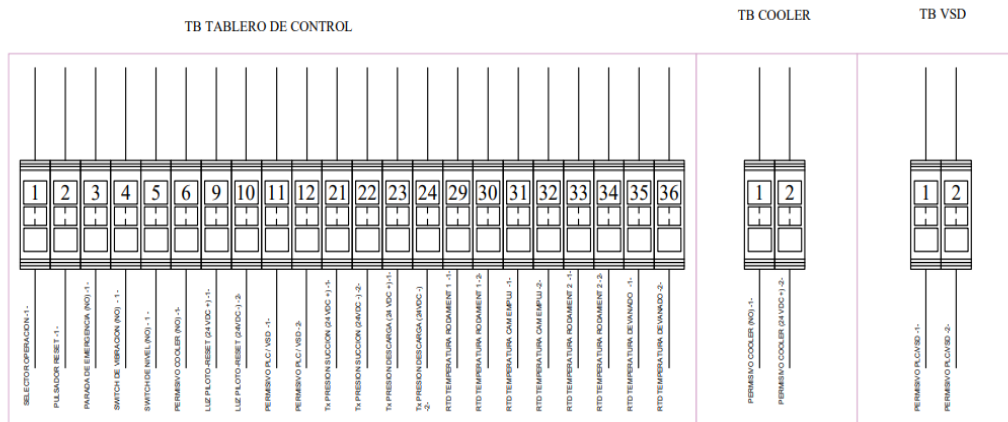 TB TABLERO DE CONTROL
TB COOLER
TB VSD
1 2 3 4 5 6 9 10 11 12 21 22 23 24 29 30 31 32 33 34 35 36
1 2
1 2
SELECTOR OPERACION -1-
PULSADOR RESET -1-
PARADA DE EMERGENCIA (NO) -1-
SWITCH DE VIBRACION (NO) - 1-
SWITCH DE NIVEL (NO) - 1 -
PERMISIVO COOLER (NO) -1-
LUZ PILOTO-RESET (24 VDC +) -1-
LUZ PILOTO-RESET (24VDC-) -2-
PERMISIVO PLC / VSD -1-
PERMISIVO PLC / VSD -2-
Tx PRESION SUCCION (24 VDC +) -1-
Tx PRESION SUCCION (24VDC -) -2-
Tx PRESION DESCARGA (24 VDC +) -1-
Tx PRESION DESCARGA (24VDC -)
-2-
RTD TEMPERATURA RODAMIENT 1 -1-
RTD TEMPERATURA RODAMIENT 1 -2-
RTD TEMPERATURA CAM EMPUJ -1-
RTD TEMPERATURA CAM EMPUJ -2-
RTD TEMPERATURA RODAMIENT 2 -1-
RTD TEMPERATURA RODAMIENT 2 -2-
RTD TEMPERATURA DEVANADO -1-
RTD TEMPERATURA DEVANADO -2-
PERMISIVO COOLER (NO) -1-
PERMISIVO COOLER (24 VDC +) -2-
PERMISIVO PLC/VSD -1-
PERMISIVO PLC/VSD -2-